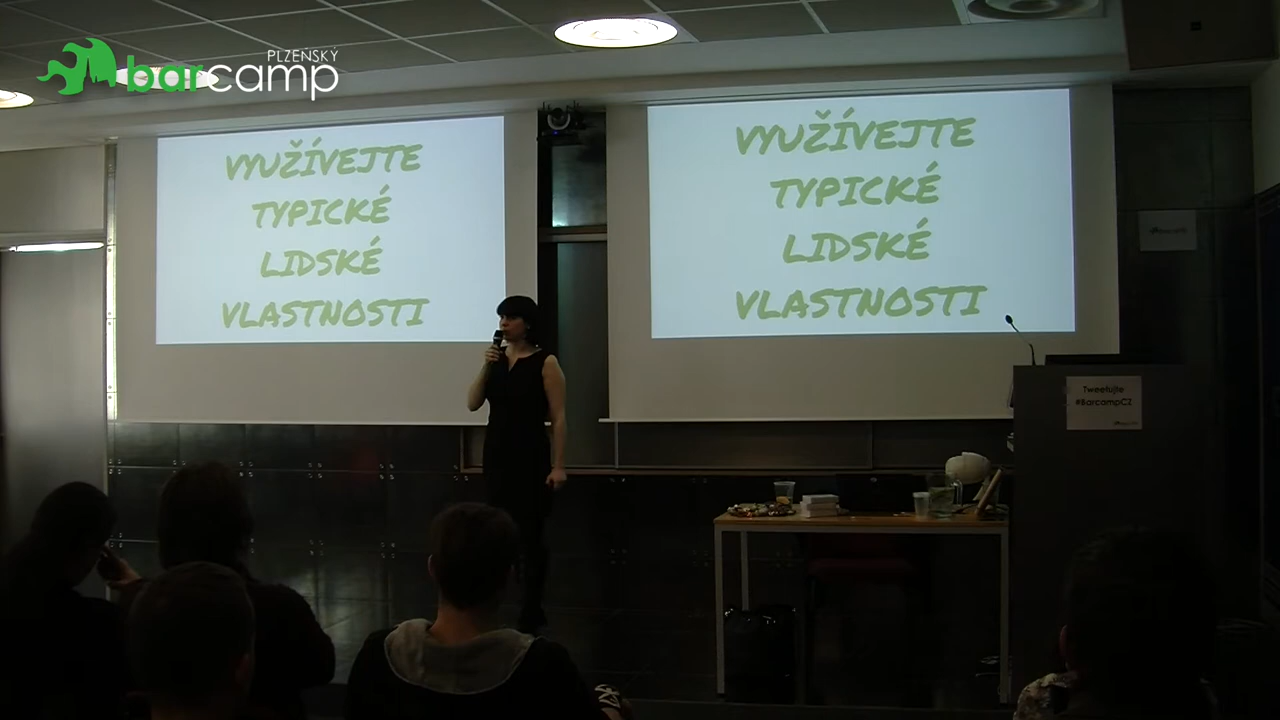 PLZEŇSKÝ
barcamp
VYUŽÍVEJTE
TYPICKÉ
LIDSKÉ
VLASTNOSTI
VYUŽÍVEJTE
TYPICKÉ
LIDSKÉ
VLASTNOSTI
Tweetujte
#BarcampCZ